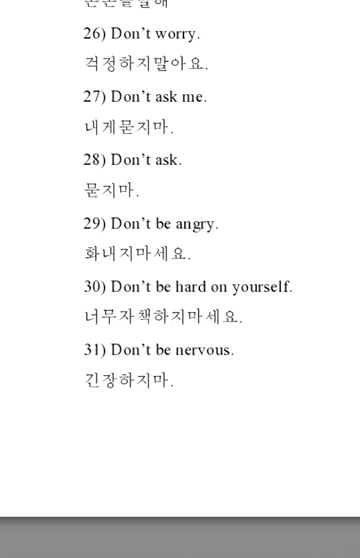 26) Don't worry.
걱정하지말아요.
27) Don't ask me.
내게묻지마.
28) Don't ask.
묻지마.
29) Don't be angry.
화내지마세요.
30) Don't be hard on yourself.
너무자책하지마세요.
31) Don't be nervous.
긴장하지마.